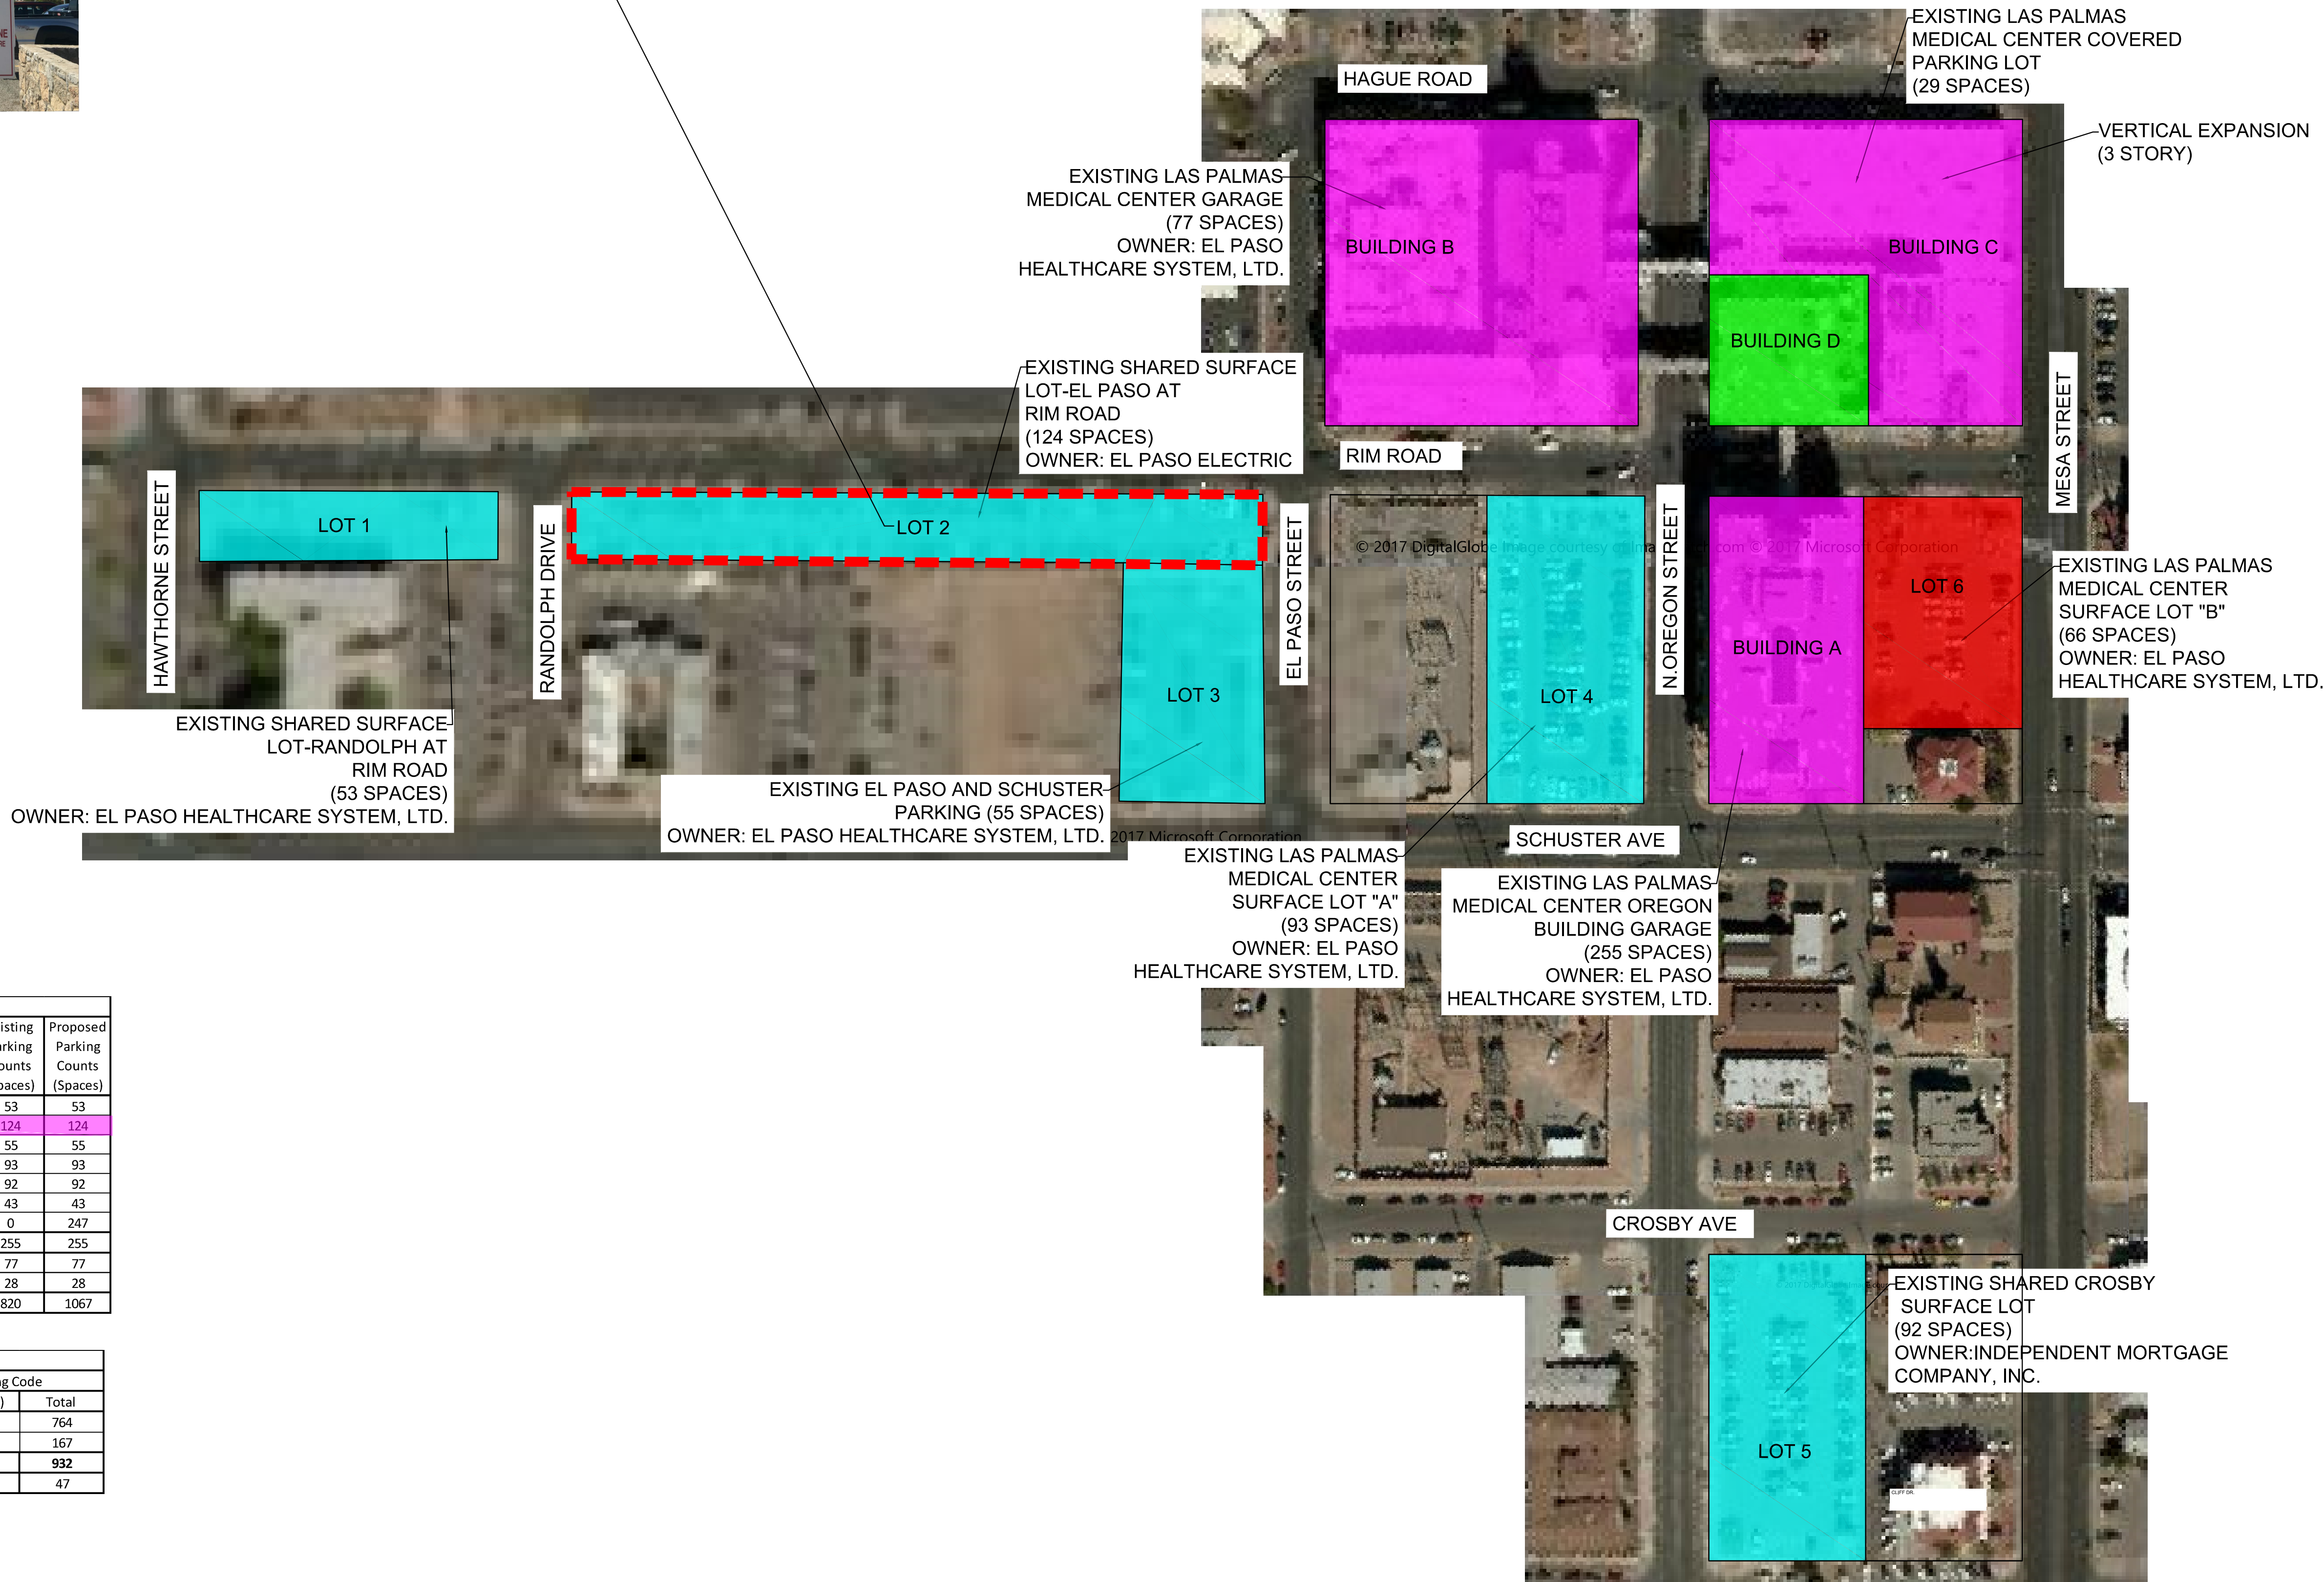 EXISTING LAS PALMAS
MEDICAL CENTER COVERED
PARKING LOT
(29 SPACES)
HAGUE ROAD
VERTICAL EXPANSION
(3 STORY)
EXISTING LAS PALMAS
MEDICAL CENTER GARAGE
(77 SPACES)
OWNER: EL PASO
HEALTHCARE SYSTEM, LTD.
BUILDING B
BUILDING C
BUILDING D
EXISTING SHARED SURFACE
LOT-EL PASO AT
RIM ROAD
(124 SPACES)
OWNER: EL PASO ELECTRIC
RIM ROAD
MESA STREET
HAWTHORNE STREET
LOT 1
RANDOLPH DRIVE
LOT 2
EL PASO STREET
N.OREGON STREET
© 2017 DigitalGlobe Image courtesy of
.com © 2017 Microsoft Corporation
LOT 6
EXISTING LAS PALMAS
MEDICAL CENTER
SURFACE LOT "B"
(66 SPACES)
OWNER: EL PASO
HEALTHCARE SYSTEM, LTD.
BUILDING A
LOT 3
LOT 4
EXISTING SHARED SURFACE
LOT-RANDOLPH AT
RIM ROAD
(53 SPACES)
OWNER: EL PASO HEALTHCARE SYSTEM, LTD.
EXISTING EL PASO AND SCHUSTER
PARKING (55 SPACES)
OWNER: EL PASO HEALTHCARE SYSTEM, LTD.
2017 Microsoft Corporation
SCHUSTER AVE
EXISTING LAS PALMAS
MEDICAL CENTER
SURFACE LOT "A"
(93 SPACES)
OWNER: EL PASO
HEALTHCARE SYSTEM, LTD.
EXISTING LAS PALMAS
MEDICAL CENTER OREGON
BUILDING GARAGE
(255 SPACES)
OWNER: EL PASO
HEALTHCARE SYSTEM, LTD.
isting Proposed
rking Parking
ounts Counts
paces) (Spaces)
53 53
124 124
55 55
93 93
92 92
43 43
0 247
255 255
77 77
28 28
820 1067
g Code
) Total
764
167
932
47
CROSBY AVE
EXISTING SHARED CROSBY
SURFACE LOT
(92 SPACES)
OWNER:INDEPENDENT MORTGAGE
COMPANY, INC.
LOT 5
CLIFF DR.